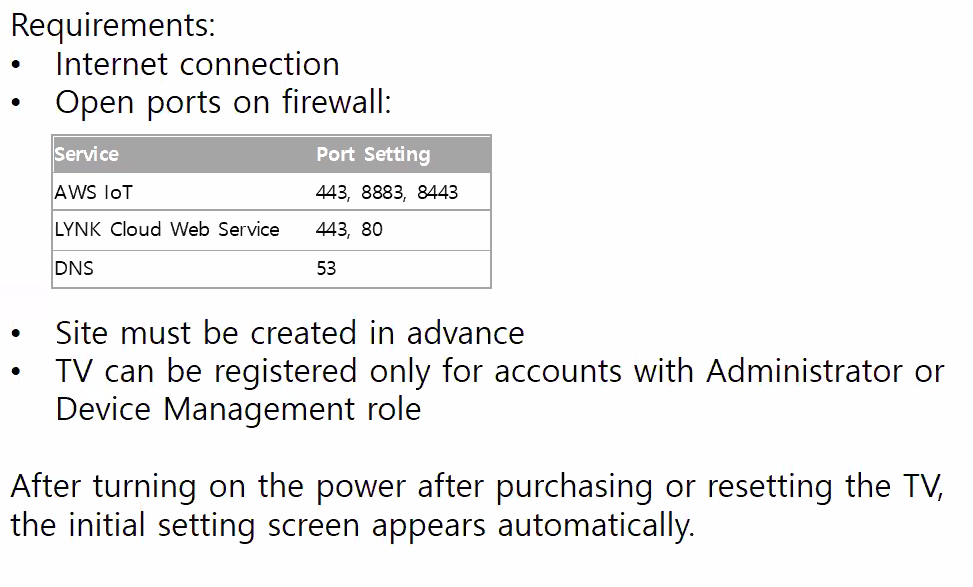 Requirements:
• Internet connection
• Open ports on firewall:
Service Port Setting
AWS IoT 443, 8883, 8443
LYNK Cloud Web Service 443, 80
DNS 53
• Site must be created in advance
• TV can be registered only for accounts with Administrator or
Device Management role
After turning on the power after purchasing or resetting the TV,
the initial setting screen appears automatically.